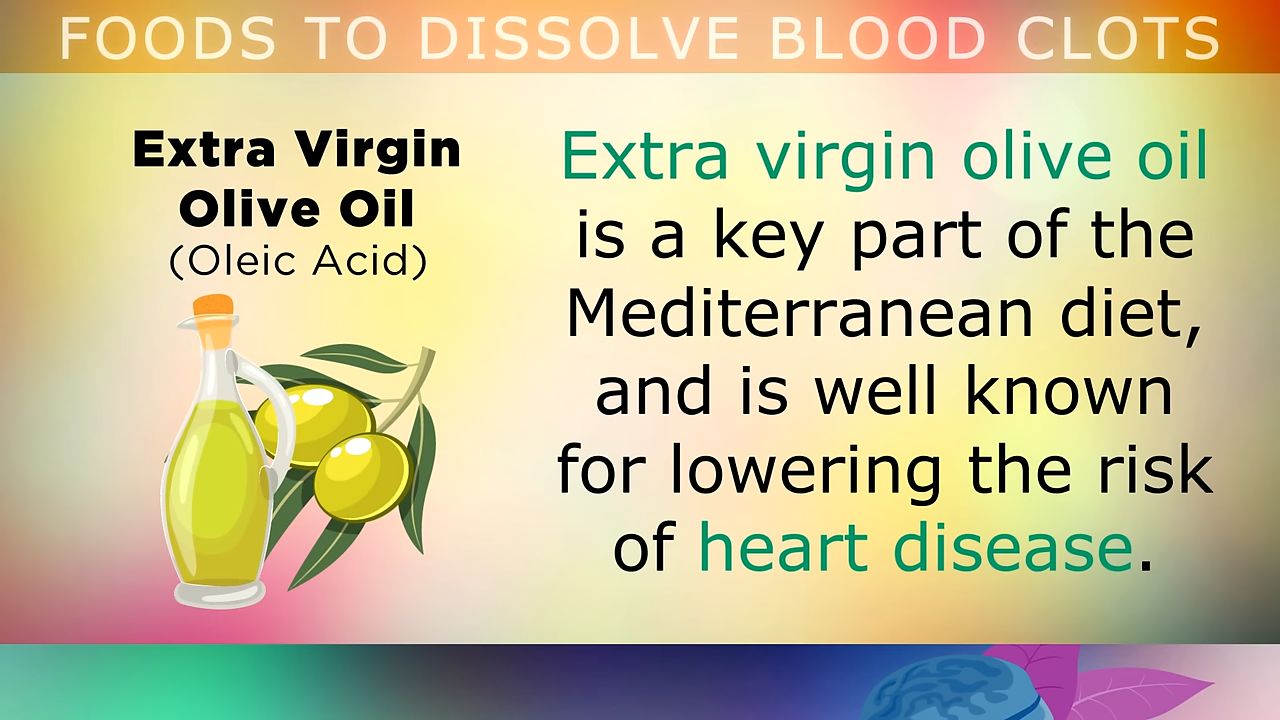 FOODS TO DISSOLVE BLOOD CLOTS
Extra Virgin
Olive Oil
(Oleic Acid)
Extra virgin olive oil
is a key part of the
Mediterranean diet,
and is well known
for lowering the risk
of heart disease.